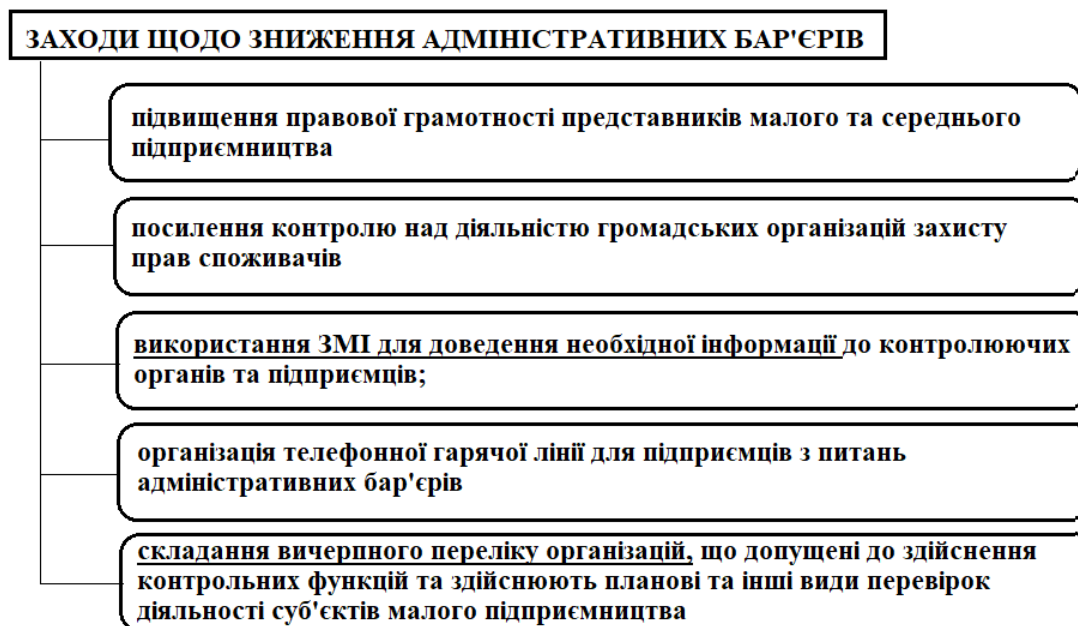 ЗАХОДИ ЩОДО ЗНИЖЕННЯ АДМІНІСТРАТИВНИХ БАР'ЄРІВ
підвищення правової грамотності представників малого та середнього
підприємництва
посилення контролю над діяльністю громадських організацій захисту
прав споживачів
використання ЗМІ для доведення необхідної інформації до контролюючих
органів та підприємців;
організація телефонної гарячої лінії для підприємців з питань
адміністративних бар'єрів
складання вичерпного переліку організацій, що допущені до здійснення
контрольних функцій та здійснюють планові та інші види перевірок
діяльності суб'єктів малого підприємництва